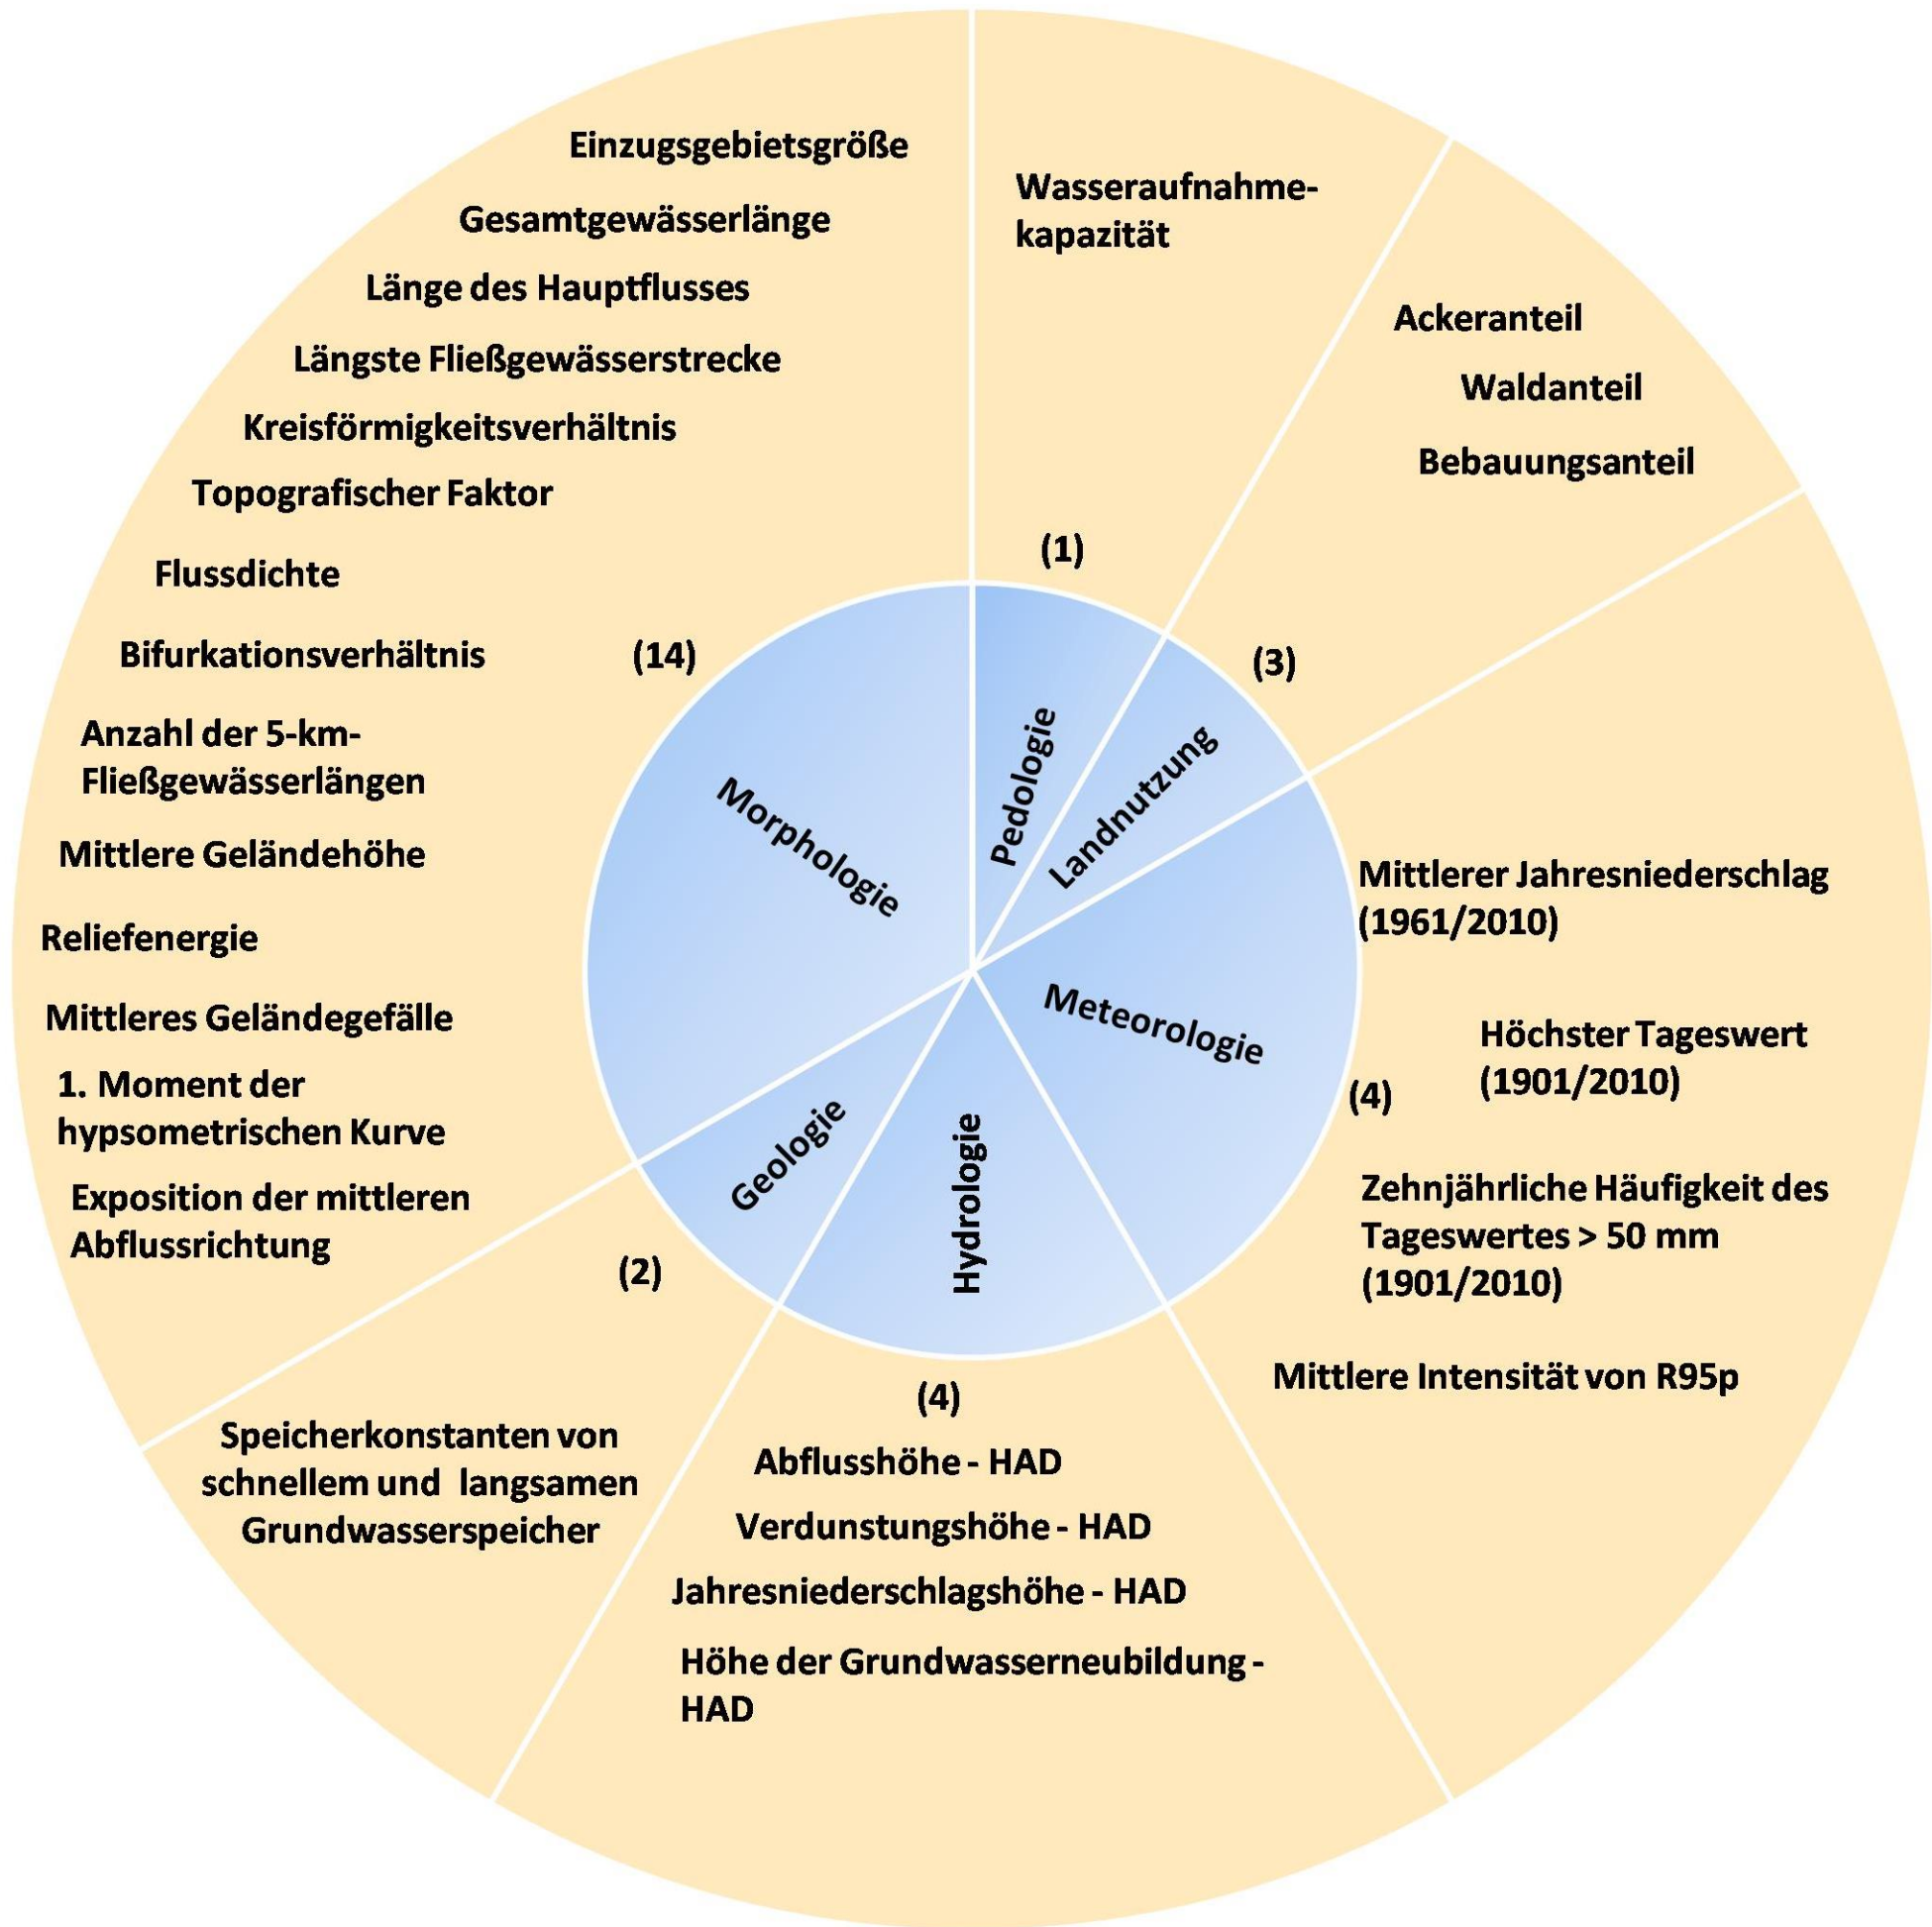 Einzugsgebietsgröße
Gesamtgewässerlänge
Länge des Hauptflusses
Längste Fließgewässerstrecke
Kreisförmigkeitsverhältnis
Topografischer Faktor
Flussdichte
Bifurkationsverhältnis
Anzahl der 5-km-
Fließgewässerlängen
Mittlere Geländehöhe
Reliefenergie
Mittleres Geländegefälle
1. Moment der
hypsometrischen Kurve
Exposition der mittleren
Abflussrichtung
(14)
Morphologie
Wasseraufnahme-
kapazität
(1)
Pedologie
Ackeranteil
Waldanteil
Bebauungsanteil
(3)
Landnutzung
Mittlerer Jahresniederschlag
(1961/2010)
Höchster Tageswert
(1901/2010)
Zehnjährliche Häufigkeit des
Tageswertes > 50 mm
(1901/2010)
Mittlere Intensität von R95p
(4)
Meteorologie
Hydrologie
(4)
Abflusshöhe - HAD
Verdunstungshöhe - HAD
Jahresniederschlagshöhe - HAD
Höhe der Grundwasserneubildung -
HAD
Geologie
(2)
Speicherkonstanten von
schnellem und langsamen
Grundwasserspeicher